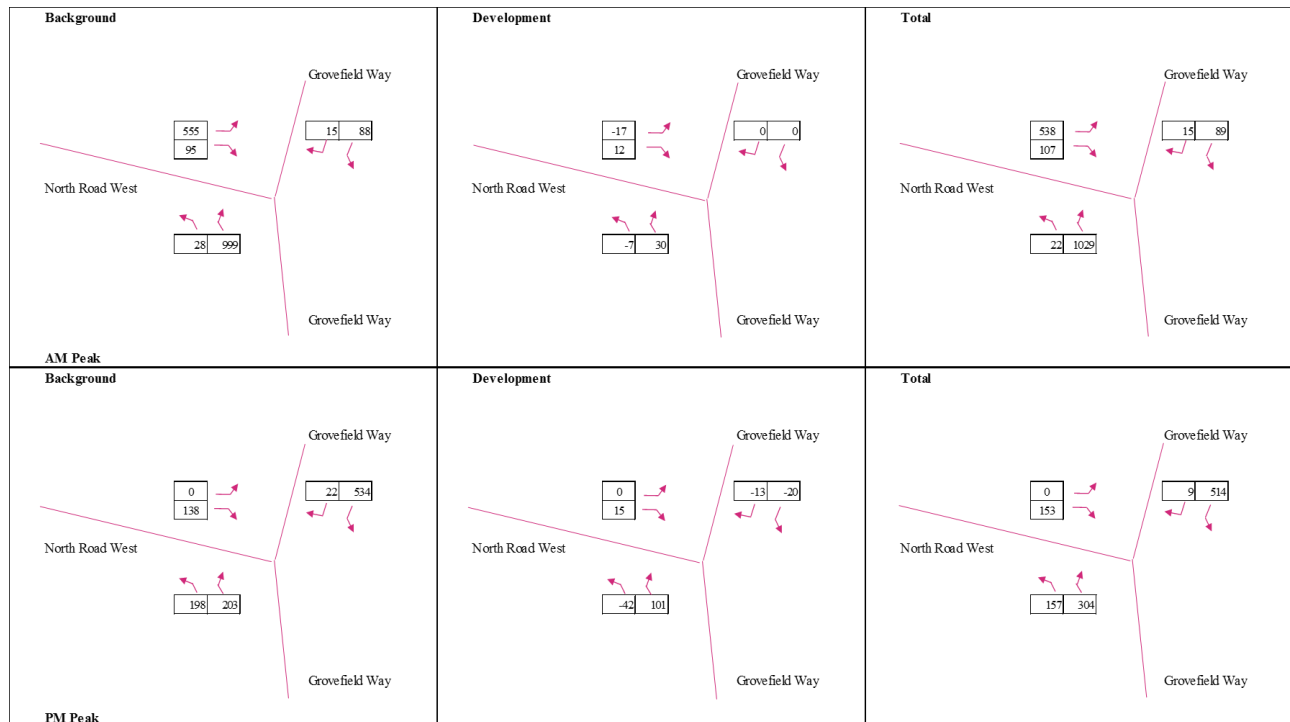 Background
Development
Total
Grovefield Way
Grovefield Way
Grovefield Way
555
15 88
-17
0 0
538
15 89
95
12
107
North Road West
North Road West
North Road West
28 999
-7 30
22 1029
Grovefield Way
Grovefield Way
Grovefield Way
AM Peak
Background
Development
Total
Grovefield Way
Grovefield Way
Grovefield Way
0
22 534
0
-13 -20
0
9 514
138
15
153
North Road West
North Road West
North Road West
198 203
-42 101
157 304
Grovefield Way
Grovefield Way
Grovefield Way
PM Peak